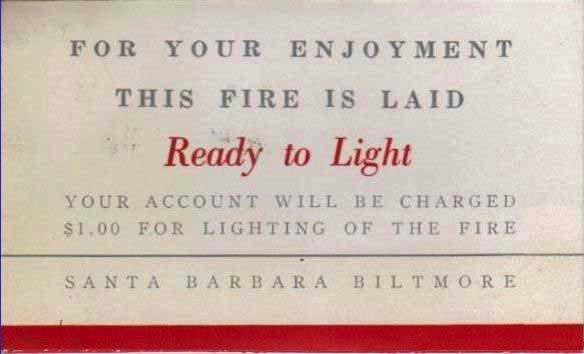 FOR YOUR ENJOYMENT
THIS FIRE IS LAID
Ready to Light
YOUR ACCOUNT WILL BE CHARGED
$1.00 FOR LIGHTING OF THE FIRE
SANTA BARBARA BILTMORE